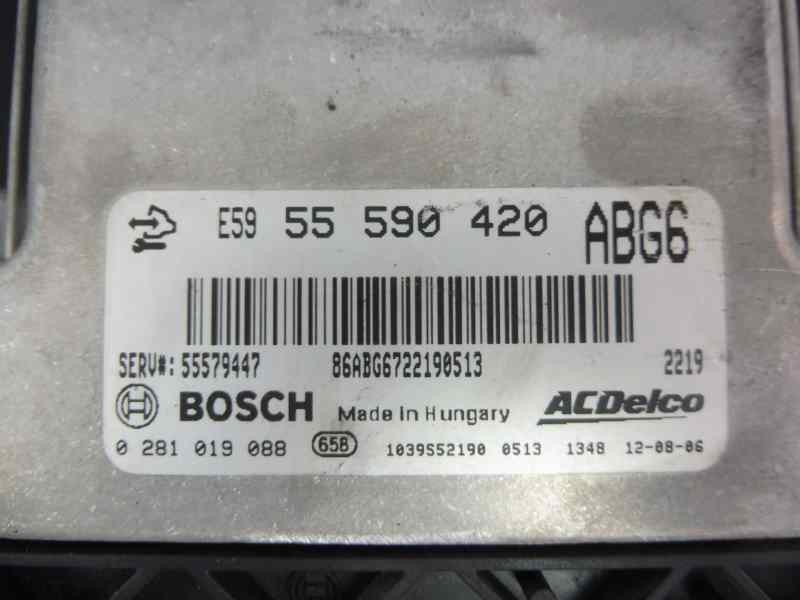 E59 55 590 420 ABG6
SERV#: 55579447 86ABG6722190513 2219
BOSCH Made in Hungary ACDelco
0 281 019 088 658 1039S52190 0513 1348 12-08-06